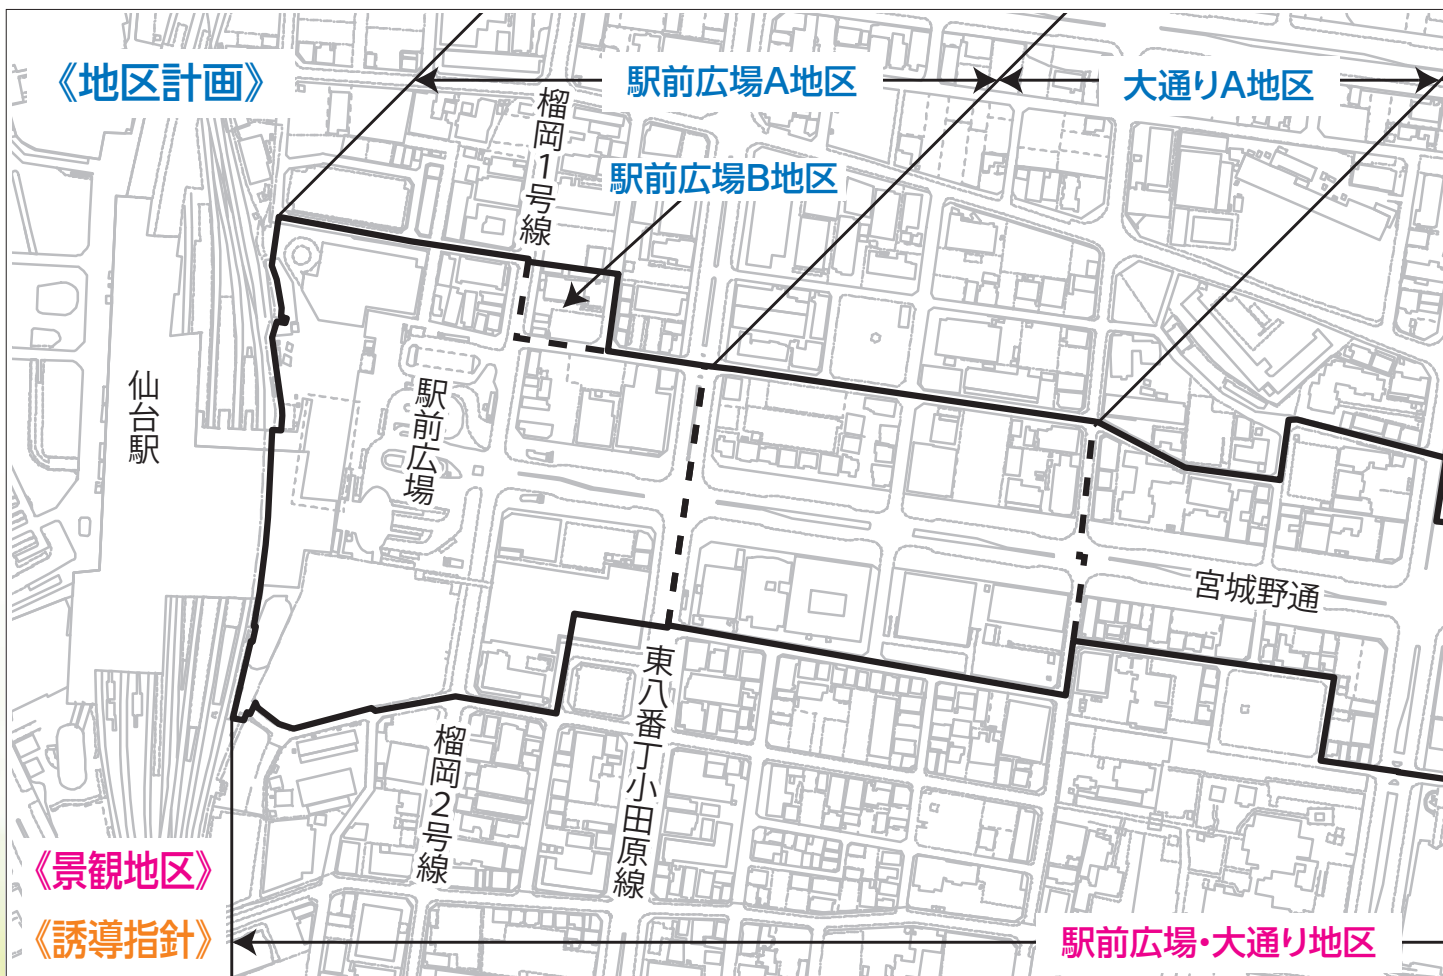 《地区計画》
駅前広場A地区
大通りA地区
榴岡1号線
駅前広場B地区
仙台駅
駅前広場
宮城野通
東八番丁小田原線
榴岡2号線
《景観地区》
《誘導指針》
駅前広場・大通り地区